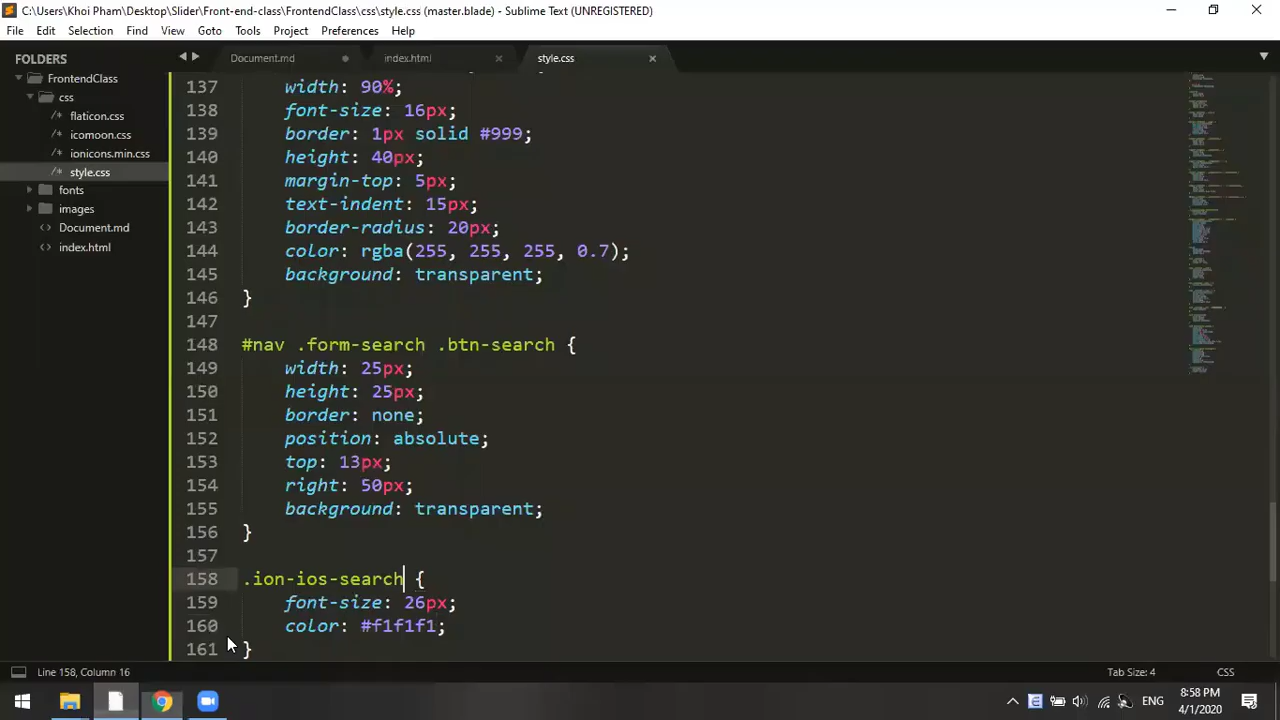 C:\Users\Khoi Pham\Desktop\Slider\Front-end-class\FrontendClass\css\style.css (master.blade) - Sublime Text (UNREGISTERED)
File Edit Selection Find View Goto Tools Project Preferences Help
FOLDERS
FrontendClass
css
flaticon.css
icomoon.css
ionicons.min.css
style.css
fonts
images
Document.md
index.html
Document.md index.html style.css
137 width: 90%;
138 font-size: 16px;
139 border: 1px solid #999;
140 height: 40px;
141 margin-top: 5px;
142 text-indent: 15px;
143 border-radius: 20px;
144 color: rgba(255, 255, 255, 0.7);
145 background: transparent;
146 }
147
148 #nav .form-search .btn-search {
149 width: 25px;
150 height: 25px;
151 border: none;
152 position: absolute;
153 top: 13px;
154 right: 50px;
155 background: transparent;
156 }
157
158 .ion-ios-search {
159 font-size: 26px;
160 color: #f1f1f1;
161 }
Line 158, Column 16 Tab Size: 4 CSS
ENG
8:58 PM
4/1/2020